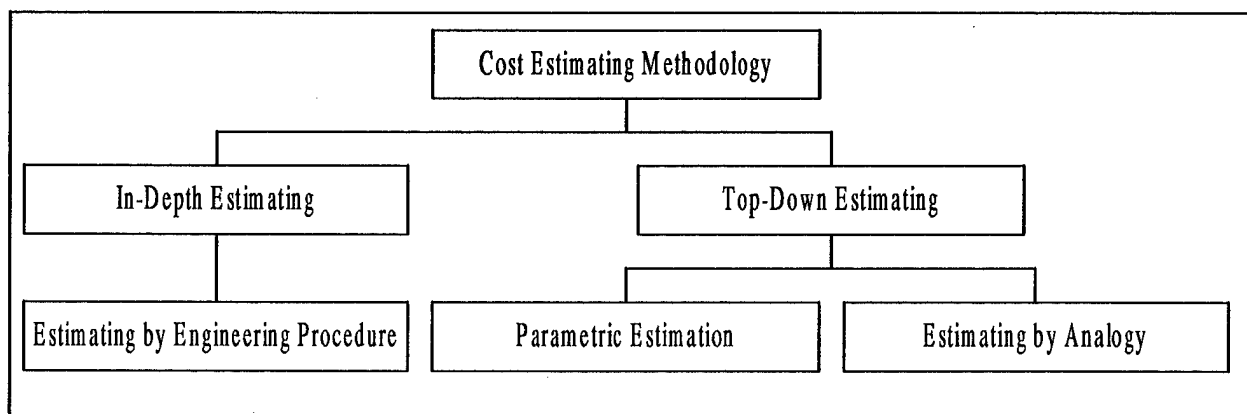 Cost Estimating Methodology
In-Depth Estimating
Top-Down Estimating
Estimating by Engineering Procedure
Parametric Estimation
Estimating by Analogy